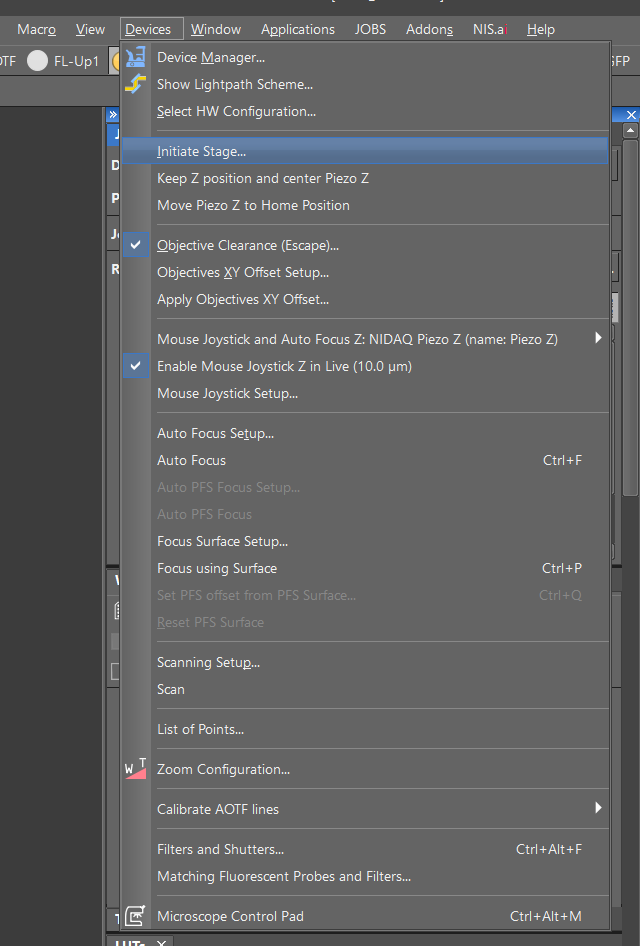 Macro View Devices Window Applications JOBS Addons NIS.ai Help
FL-Up1
Device Manager...
Show Lightpath Scheme...
Select HW Configuration...
Initiate Stage...
Keep Z position and center Piezo Z
Move Piezo Z to Home Position
Objective Clearance (Escape)...
Objectives XY Offset Setup...
Apply Objectives XY Offset...
Mouse Joystick and Auto Focus Z: NIDAQ Piezo Z (name: Piezo Z)
Enable Mouse Joystick Z in Live (10.0 µm)
Mouse Joystick Setup...
Auto Focus Setup...
Auto Focus Ctrl+F
Auto PFS Focus Setup...
Auto PFS Focus
Focus Surface Setup...
Focus using Surface Ctrl+P
Set PFS offset from PFS Surface... Ctrl+Q
Reset PFS Surface
Scanning Setup...
Scan
List of Points...
W T Zoom Configuration...
Calibrate AOTF lines
Filters and Shutters... Ctrl+Alt+F
Matching Fluorescent Probes and Filters...
Microscope Control Pad Ctrl+Alt+M